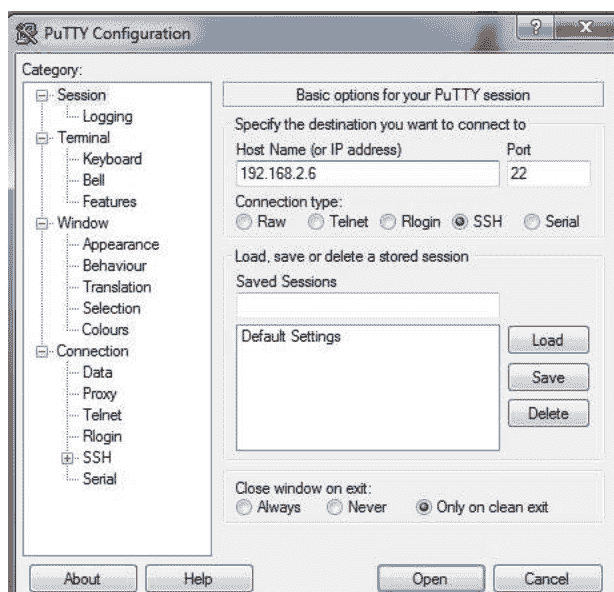 PuTTY Configuration
?
X
Category:
Session
Logging
Terminal
Keyboard
Bell
Features
Window
Appearance
Behaviour
Translation
Selection
Colours
Connection
Data
Proxy
Telnet
Rlogin
SSH
Serial
Basic options for your PuTTY session
Specify the destination you want to connect to
Host Name (or IP address) Port
192.168.2.6 22
Connection type:
Raw Telnet Rlogin SSH Serial
Load, save or delete a stored session
Saved Sessions
Default Settings
Load
Save
Delete
Close window on exit:
Always Never Only on clean exit
About Help Open Cancel